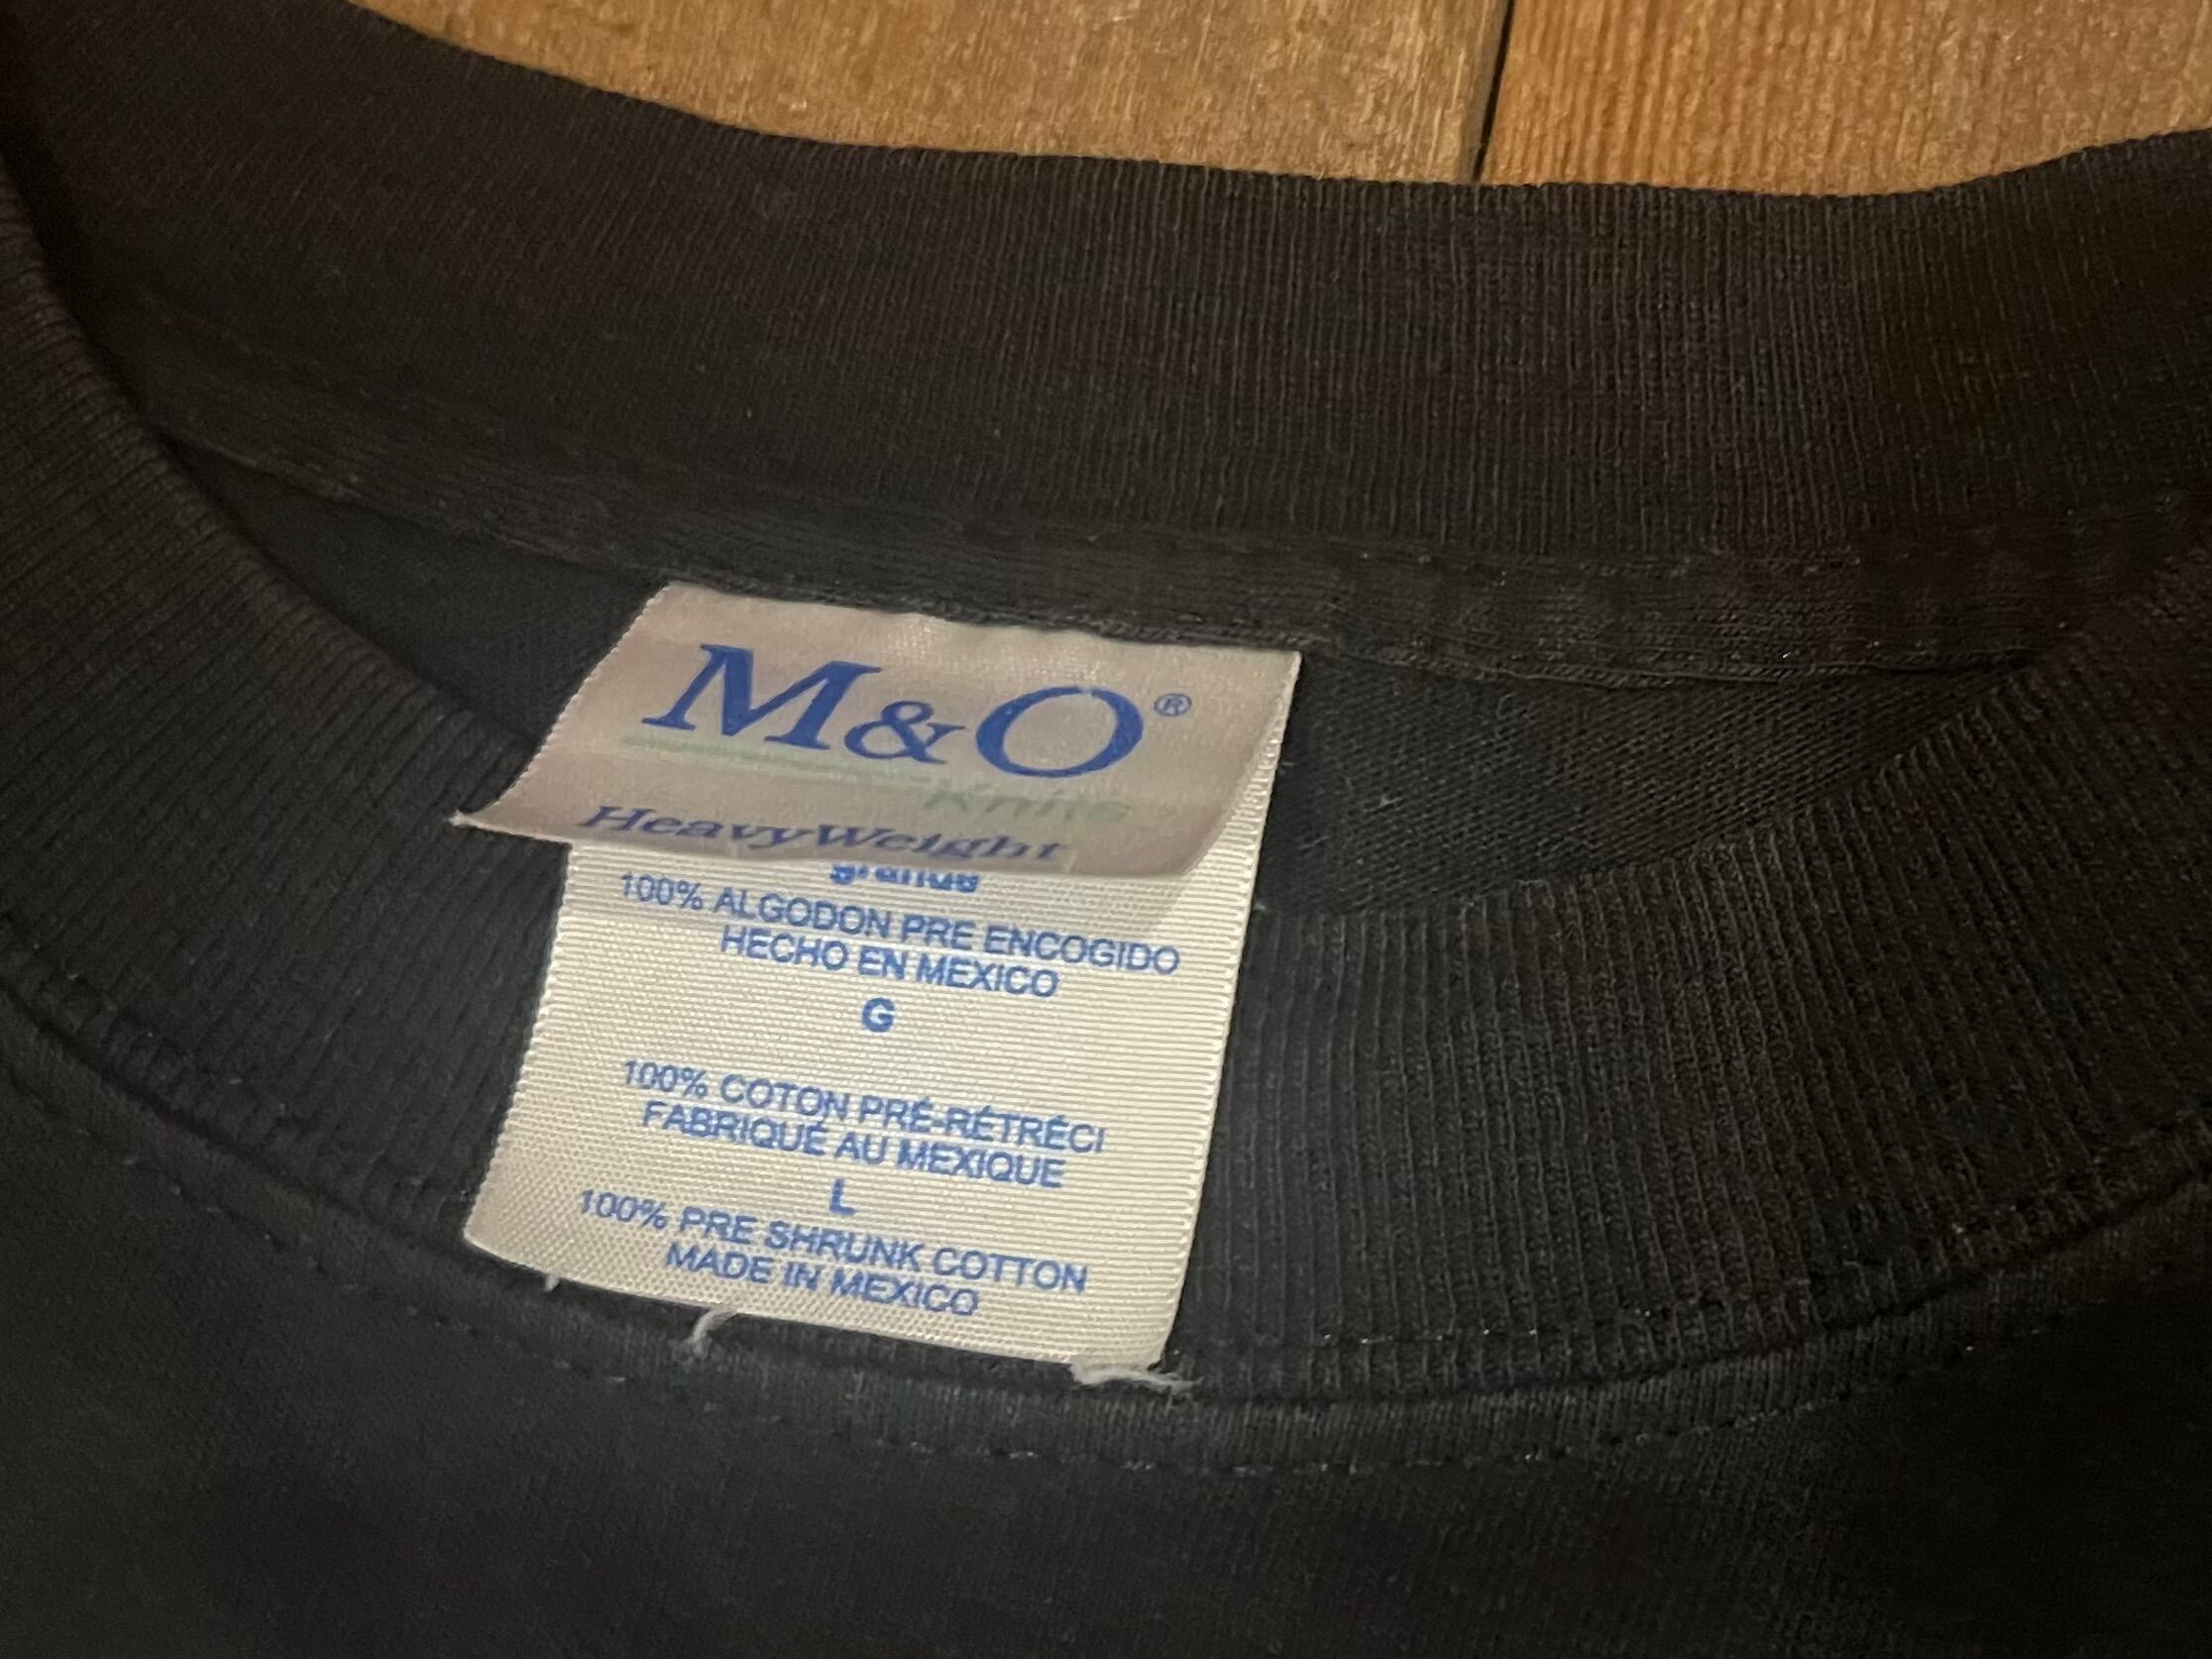 M&O®
Knits
HeavyWeight
grande
100% ALGODON PRE ENCOGIDO
HECHO EN MEXICO
G
100% COTON PRÉ-RÉTRÉCI
FABRIQUÉ AU MEXIQUE
L
100% PRE SHRUNK COTTON
MADE IN MEXICO